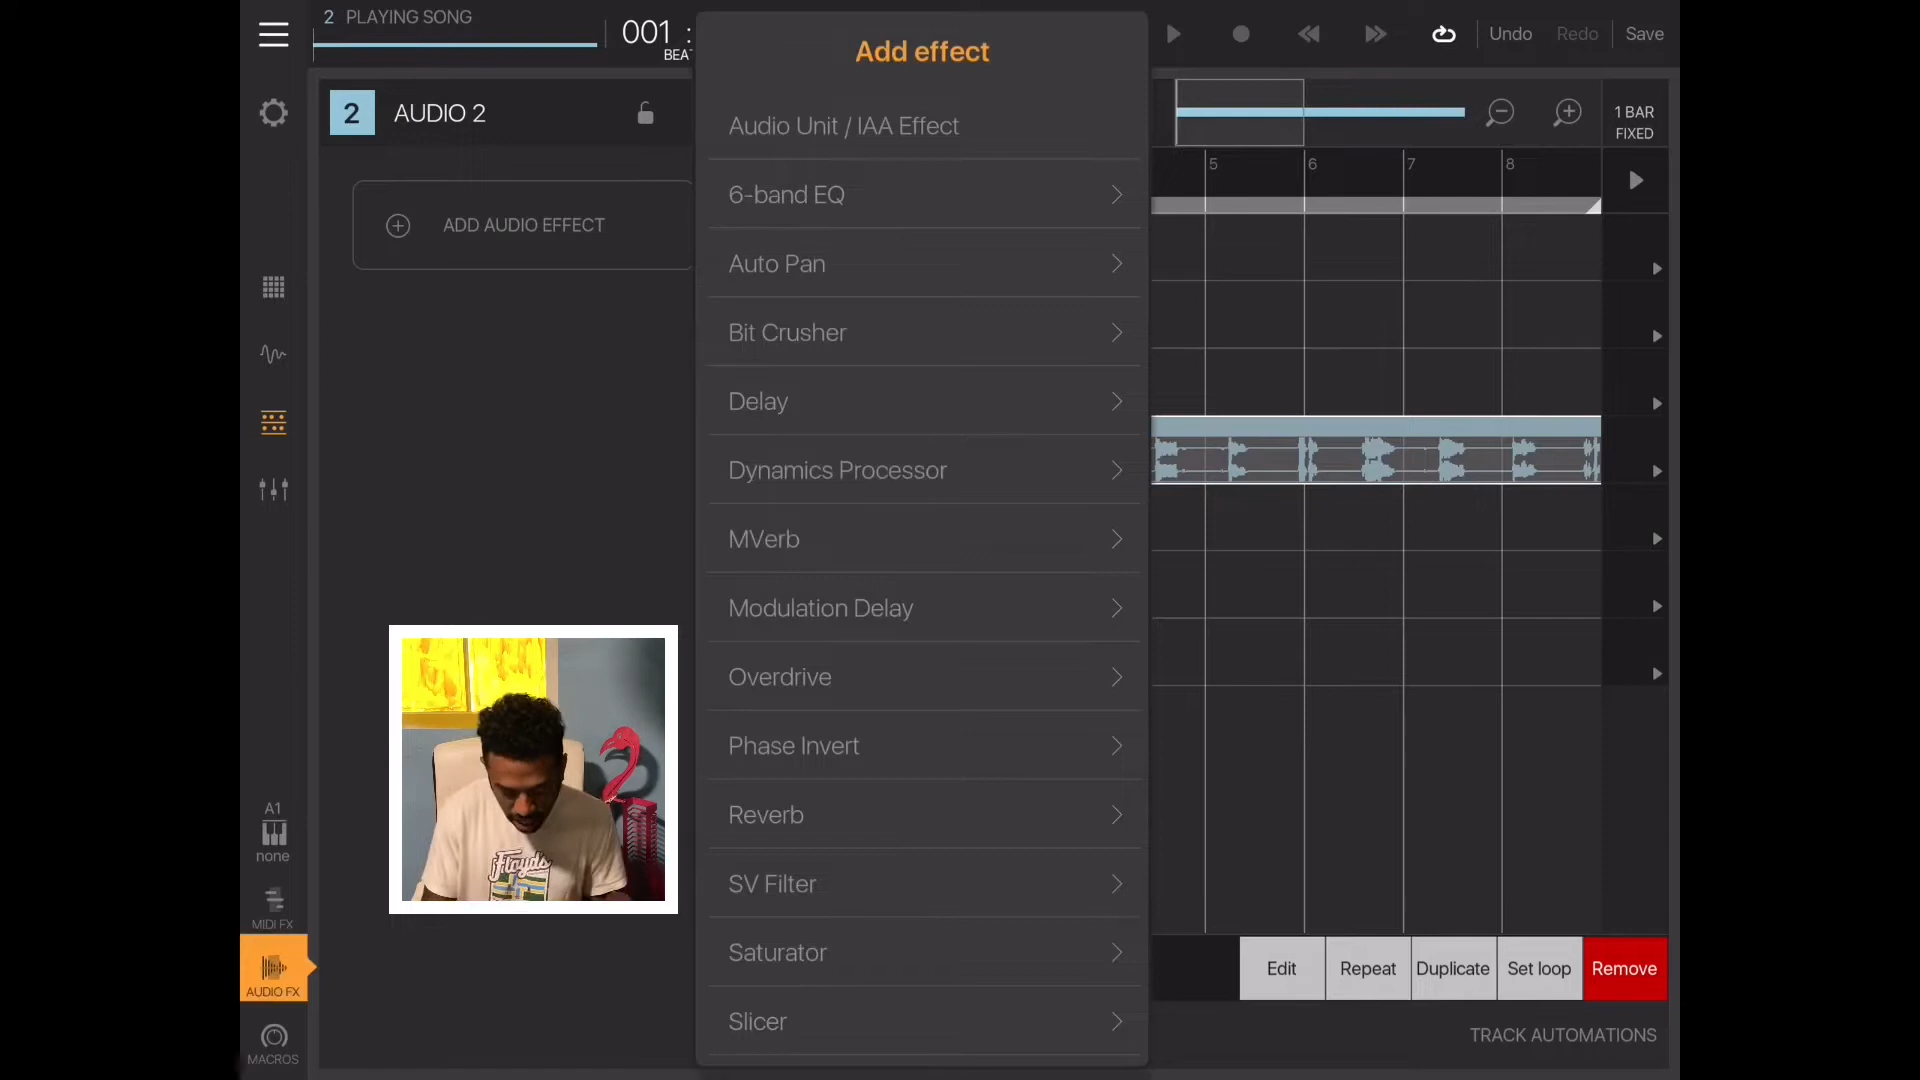 2 PLAYING SONG
001 :
BEAT
Add effect
Undo
Redo
Save
2
AUDIO 2
Audio Unit / IAA Effect
1 BAR
FIXED
5
6
7
8
6-band EQ
ADD AUDIO EFFECT
Auto Pan
Bit Crusher
Delay
Dynamics Processor
MVerb
Modulation Delay
Overdrive
Phase Invert
Reverb
SV Filter
Saturator
Slicer
Floyd's
A1
none
MIDI FX
AUDIO FX
MACROS
Edit
Repeat
Duplicate
Set loop
Remove
TRACK AUTOMATIONS